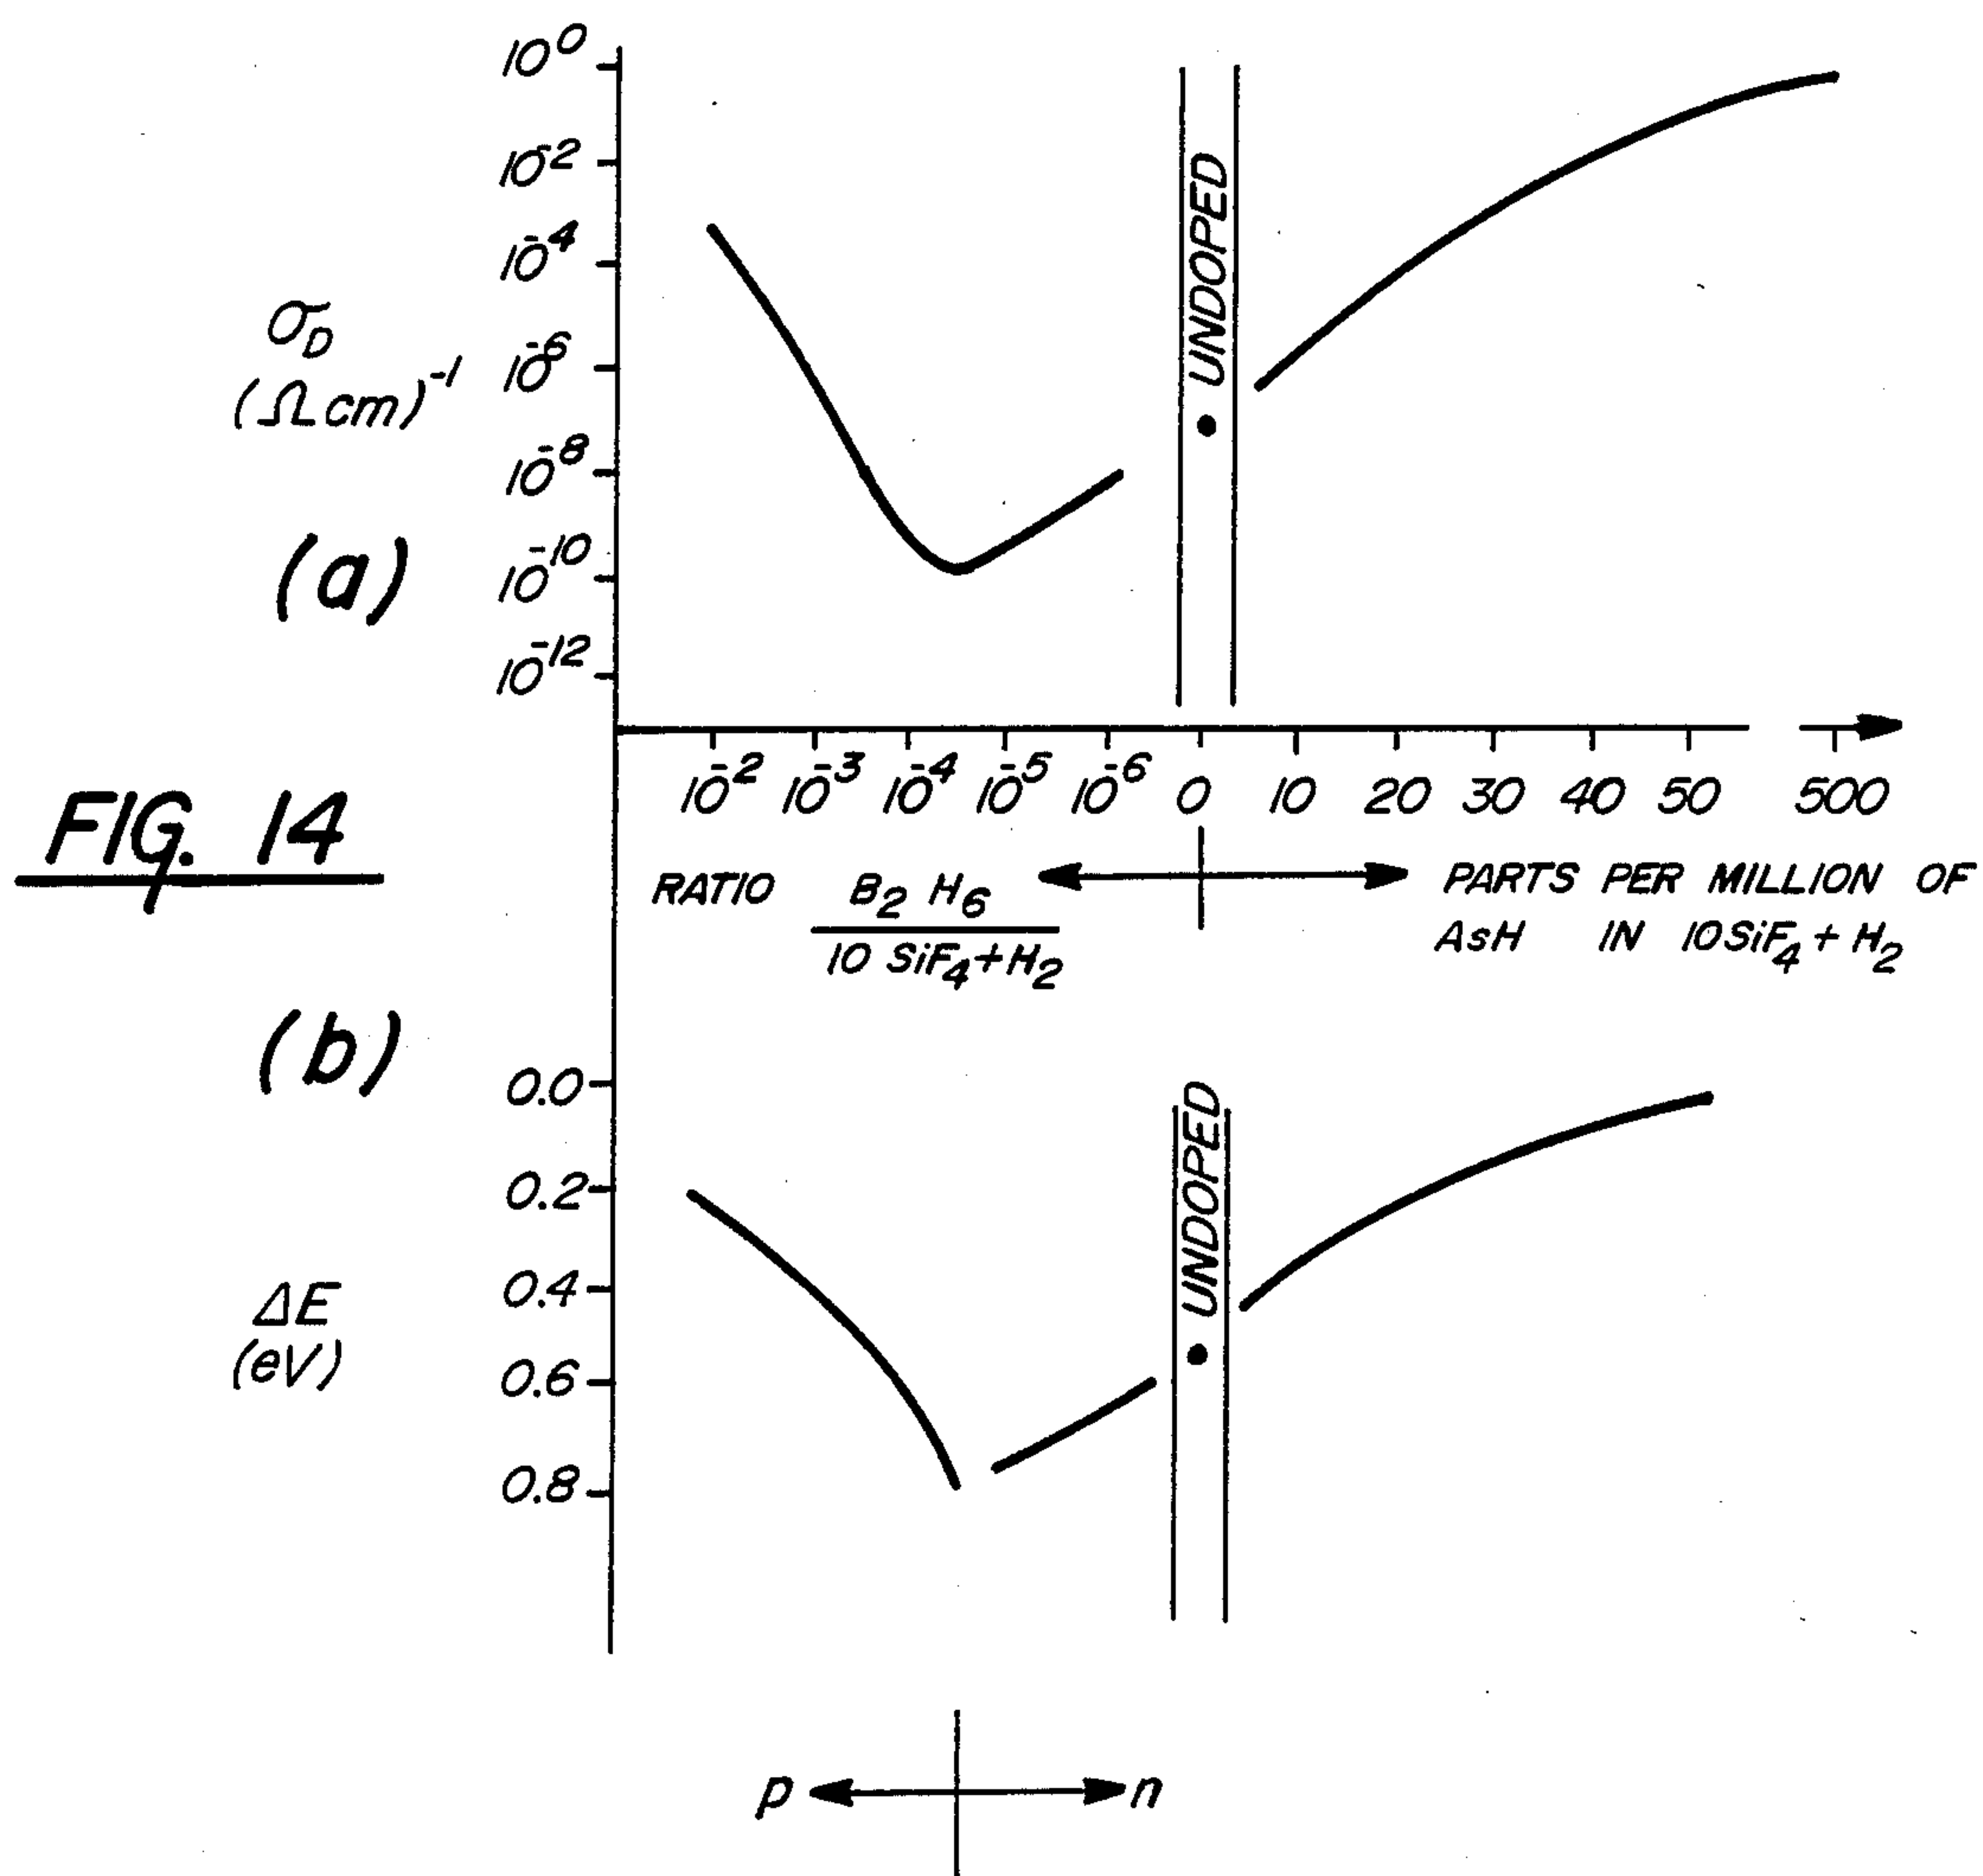 10⁰
10⁻²
10⁻⁴
σ_D
(Ω cm)⁻¹
10⁻⁶
10⁻⁸
(a)
10⁻¹⁰
10⁻¹²
UNDOPED
10⁻² 10⁻³ 10⁻⁴ 10⁻⁵ 10⁻⁶ 0 10 20 30 40 50 500
FIG. 14
RATIO B₂ H₆
10 SiF₄+H₂
PARTS PER MILLION OF
AsH IN 10SiF₄ + H₂
(b)
0.0
0.2
0.4
ΔE
(eV)
0.6
0.8
UNDOPED
p n